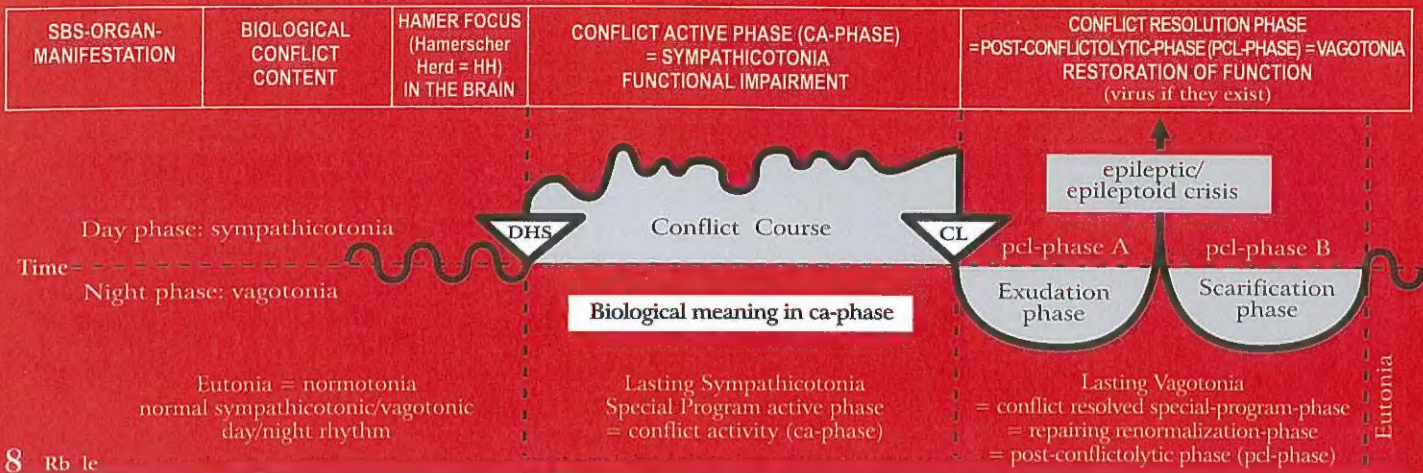 SBS-ORGAN-
MANIFESTATION
BIOLOGICAL
CONFLICT
CONTENT
HAMER FOCUS
(Hamerscher
Herd = HH)
IN THE BRAIN
CONFLICT ACTIVE PHASE (CA-PHASE)
= SYMPATHICOTONIA
FUNCTIONAL IMPAIRMENT
CONFLICT RESOLUTION PHASE
=POST-CONFLICTOLYTIC-PHASE (PCL-PHASE) = VAGOTONIA
RESTORATION OF FUNCTION
(virus if they exist)
epileptic/
epileptoid crisis
Day phase: sympathicotonia
DHS
Conflict Course
CL
pcl-phase A
pcl-phase B
Time
Night phase: vagotonia
Exudation
phase
Scarification
phase
Biological meaning in ca-phase
Eutonia = normotonia
normal sympathicotonic/vagotonic
day/night rhythm
Lasting Sympathicotonia
Special Program active phase
= conflict activity (ca-phase)
Lasting Vagotonia
= conflict resolved special-program-phase
= repairing renormalization-phase
= post-conflictolytic phase (pcl-phase)
Eutonia
8 Rb le